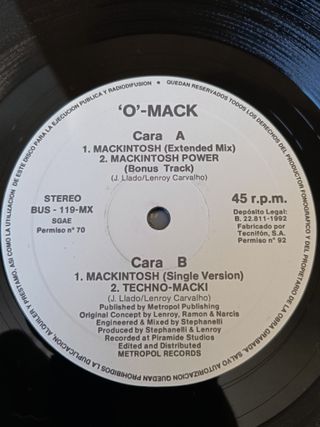 'O'-MACK
Cara A
1. MACKINTOSH (Extended Mix)
2. MACKINTOSH POWER
(Bonus Track)
(J. Llado/Lenroy Carvalho)
STEREO
BUS - 119-MX
SGAE
Permiso n° 70
45 r.p.m.
Depósito Legal:
B. 22.811-1992
Fabricado por
Tecnifón, S.A.
Permiso n° 92
Cara B
1. MACKINTOSH (Single Version)
2. TECHNO-MACKI
(J. Llado/Lenroy Carvalho)
Published by Metropol Publishing
Original Concept by Lenroy, Ramon & Narcis
Engineered & Mixed by Stephanelli
Produced by Stephanelli & Lenroy
Recorded at Piramide Studios
Edited and Distributed
METROPOL RECORDS
QUEDAN RESERVADOS TODOS LOS DERECHOS DEL PRODUCTOR FONOGRAFICO Y DEL PROPIETARIO DE LA OBRA GRABADA. SALVO AUTORIZACION QUEDAN PROHIBIDOS LA DUPLICACION, ALQUILER Y PRESTAMO, ASI COMO LA UTILIZACION DE ESTE DISCO PARA LA EJECUCION PUBLICA Y RADIODIFUSION •